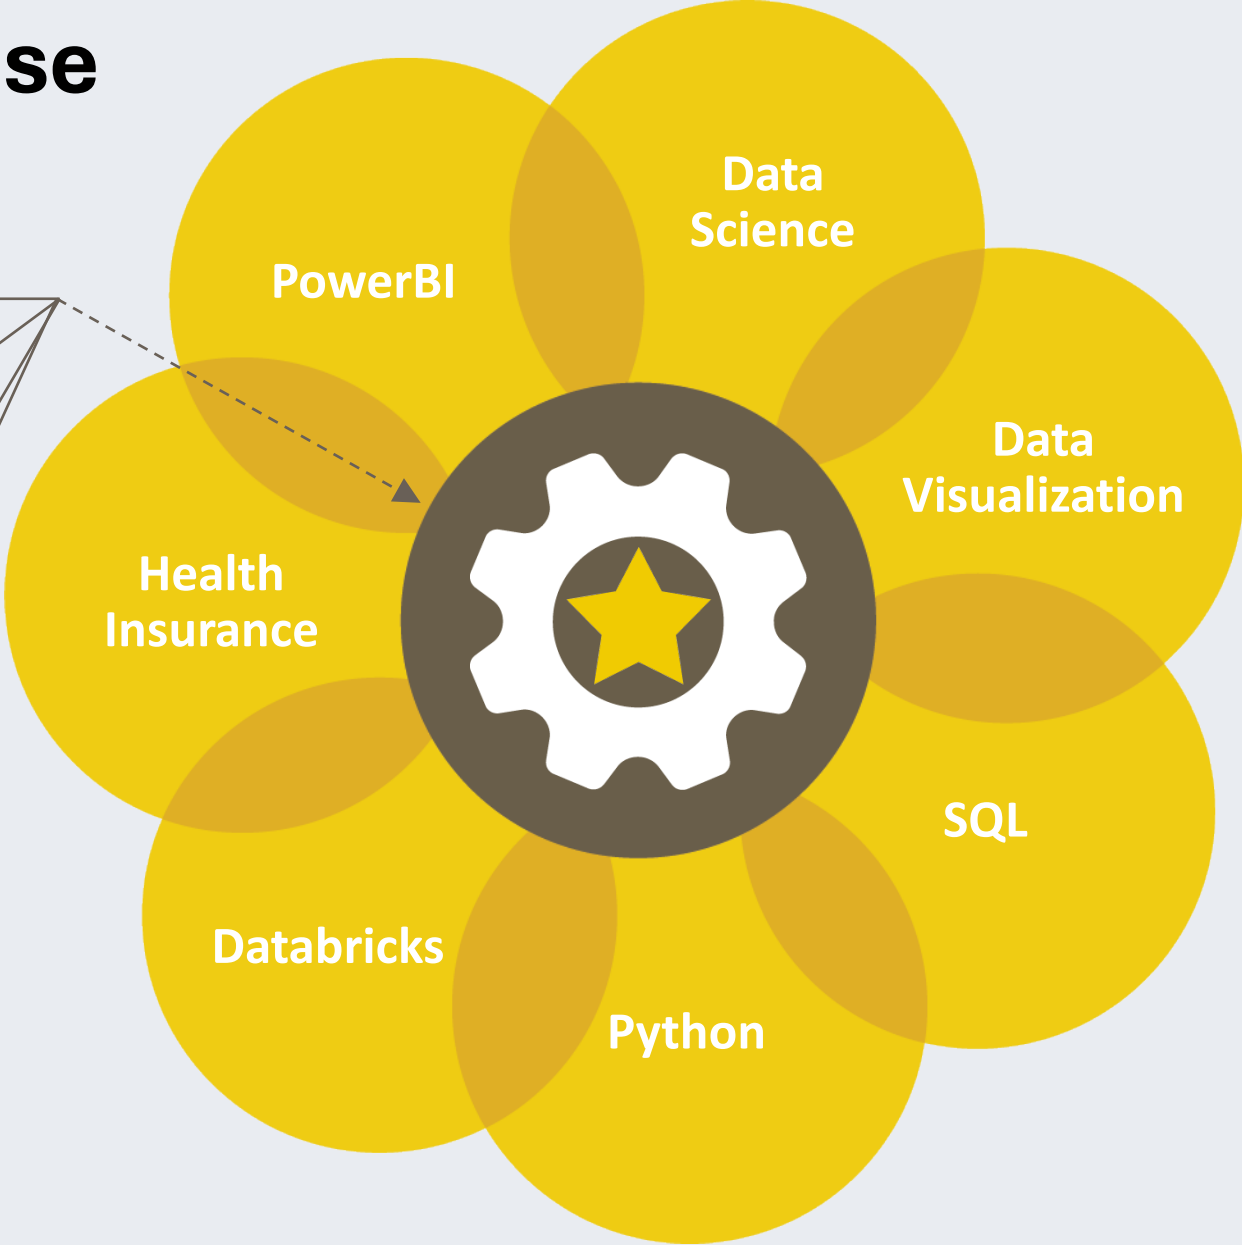 se
Data
Science
PowerBI
Data
Visualization
Health
Insurance
SQL
Databricks
Python